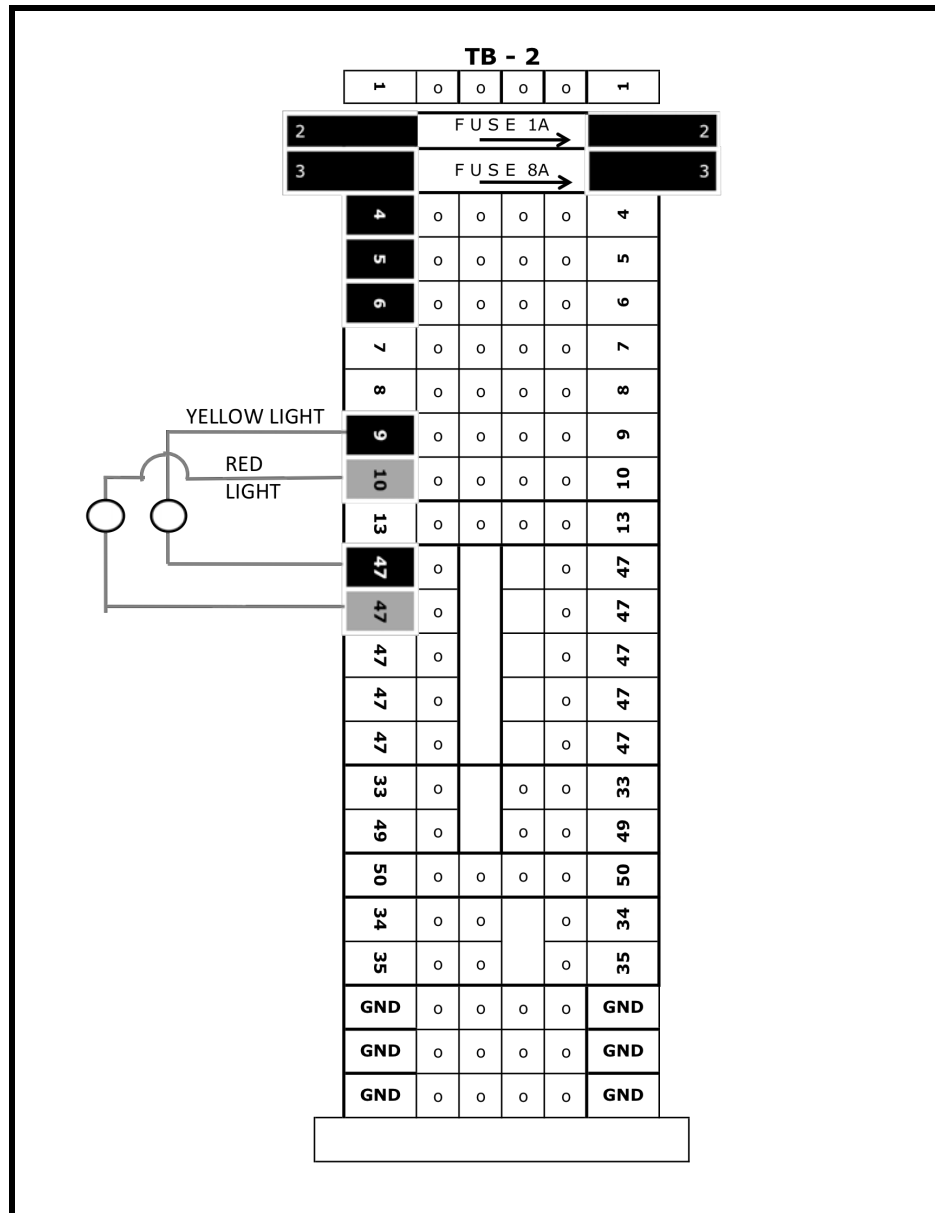 TB - 2
1 o o o o 1
2 FUSE 1A 2
3 FUSE 8A 3
4 o o o o 4
5 o o o o 5
6 o o o o 6
7 o o o o 7
8 o o o o 8
YELLOW LIGHT 9 o o o o 9
RED
LIGHT
10 o o o o 10
13 o o o o 13
47 o o 47
47 o o 47
47 o o 47
47 o o 47
47 o o 47
33 o o o 33
49 o o o 49
50 o o o o 50
34 o o o 34
35 o o o 35
GND o o o o GND
GND o o o o GND
GND o o o o GND